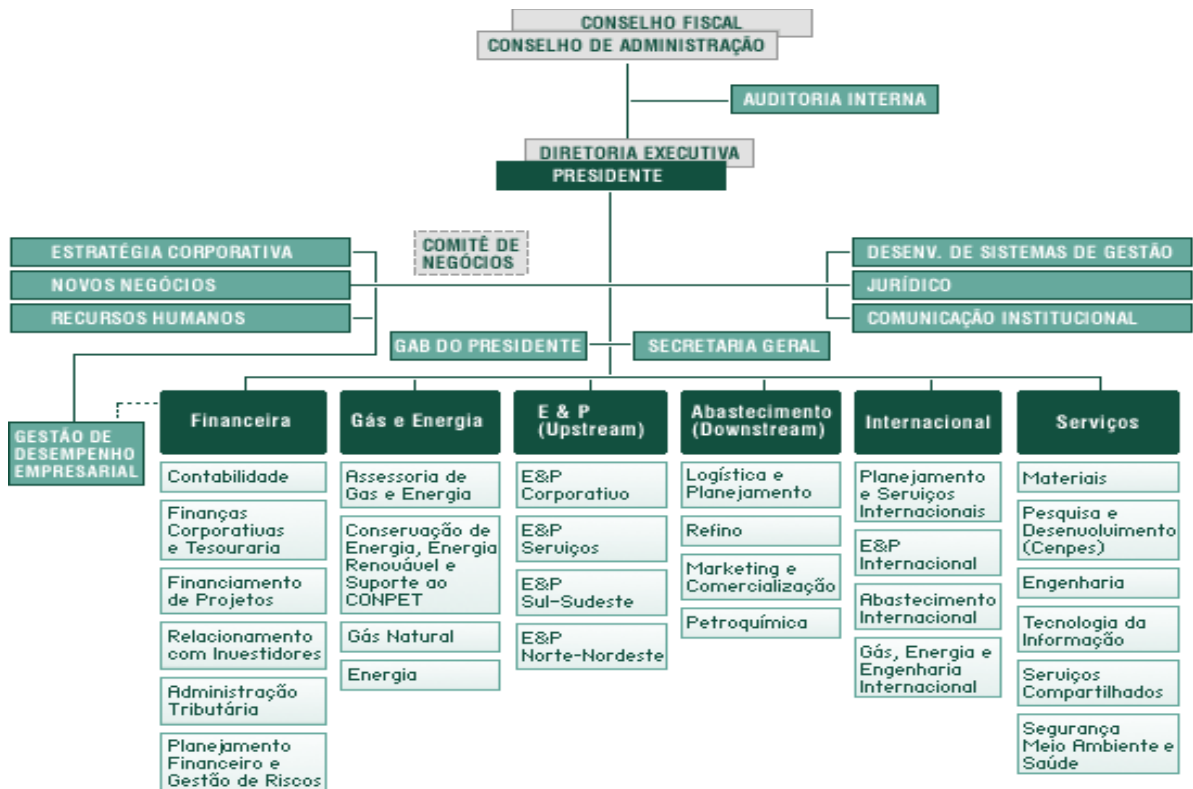 CONSELHO FISCAL
CONSELHO DE ADMINISTRAÇÃO
AUDITORIA INTERNA
DIRETORIA EXECUTIVA
PRESIDENTE
ESTRATÉGIA CORPORATIVA
NOVOS NEGÓCIOS
RECURSOS HUMANOS
COMITÊ DE
NEGÓCIOS
DESENV. DE SISTEMAS DE GESTÃO
JURÍDICO
COMUNICAÇÃO INSTITUCIONAL
GAB DO PRESIDENTE
SECRETARIA GERAL
GESTÃO DE
DESEMPENHO
EMPRESARIAL
Financeira
Contabilidade
Finanças
Corporativas
e Tesouraria
Financiamento
de Projetos
Relacionamento
com Investidores
Administração
Tributária
Planejamento
Financeiro e
Gestão de Riscos
Gás e Energia
Assessoria de
Gas e Energia
Conservação de
Energia, Energia
Renovável e
Suporte ao
CONPET
Gás Natural
Energia
E & P
(Upstream)
E&P
Corporativo
E&P
Serviços
E&P
Sul-Sudeste
E&P
Norte-Nordeste
Abastecimento
(Downstream)
Logística e
Planejamento
Refino
Marketing e
Comercialização
Petroquímica
Internacional
Planejamento
e Serviços
Internacionais
E&P
Internacional
Abastecimento
Internacional
Gás, Energia e
Engenharia
Internacional
Serviços
Materiais
Pesquisa e
Desenvolvimento
(Cenpes)
Engenharia
Tecnologia da
Informação
Serviços
Compartilhados
Segurança
Meio Ambiente e
Saúde